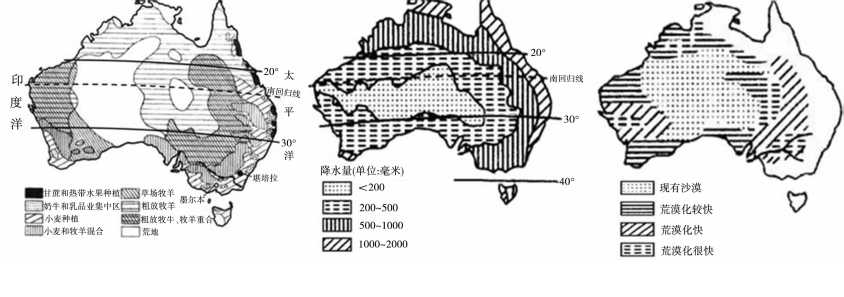 20°
太
平
洋
印
度
洋
南回归线
30°
堪培拉
墨尔本
甘蔗和热带水果种植
奶牛和乳品业集中区
小麦种植
小麦和牧羊混合
草场牧羊
粗放牧羊
粗放牧牛、牧羊重合
荒地
20°
南回归线
30°
40°
降水量(单位:毫米)
<200
200~500
500~1000
1000~2000
现有沙漠
荒漠化较快
荒漠化快
荒漠化很快